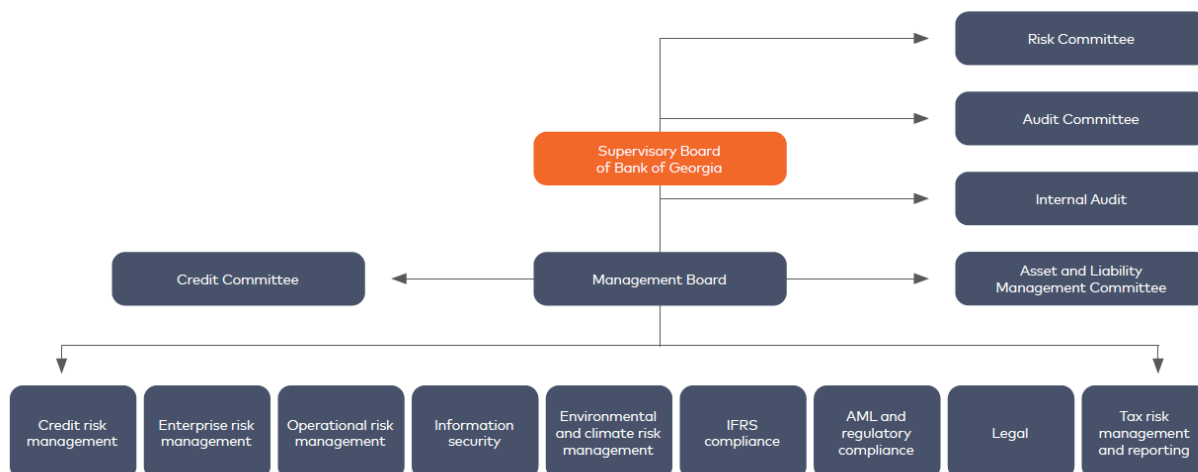 Risk Committee
Audit Committee
Supervisory Board
of Bank of Georgia
Internal Audit
Credit Committee
Management Board
Asset and Liability
Management Committee
Credit risk
management
Enterprise risk
management
Operational risk
management
Information
security
Environmental
and climate risk
management
IFRS
compliance
AML and
regulatory
compliance
Legal
Tax risk
management
and reporting